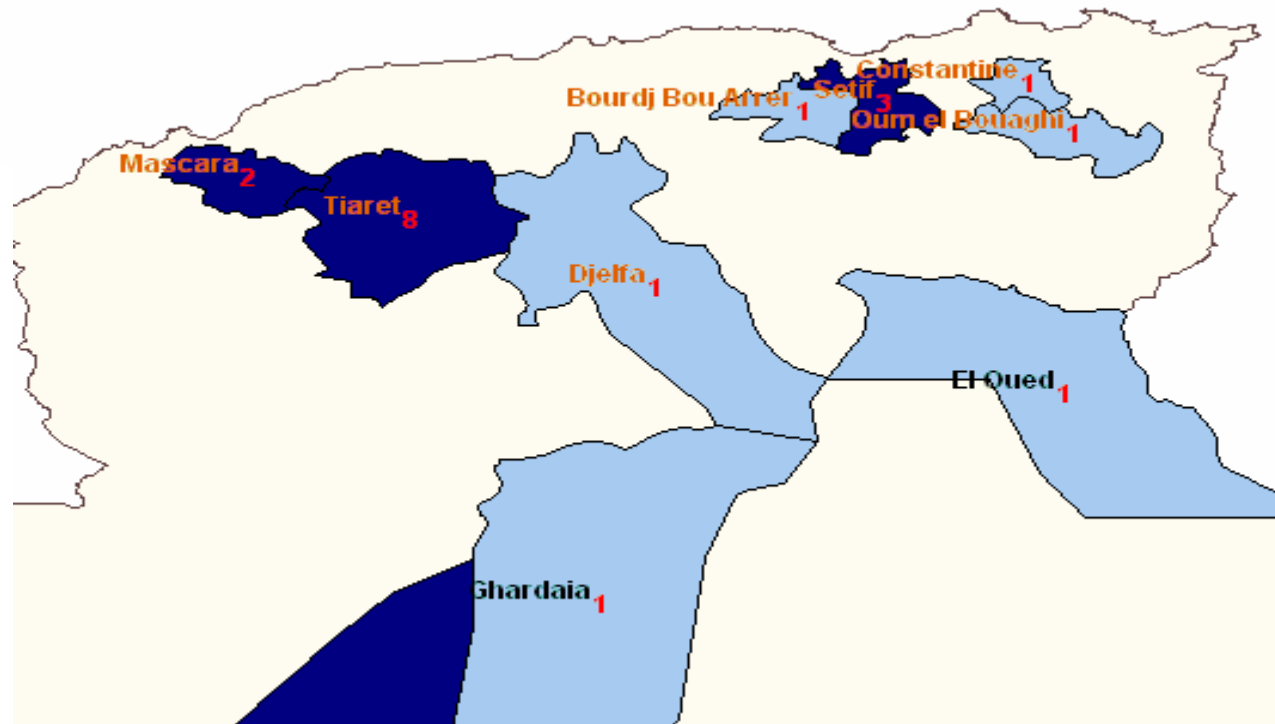 Constantine 1
Setif 3
Bourdj Bou Arrer 1
Oum el Bouaghi 1
Mascara 2
Tiaret 8
Djelfa 1
El Oued 1
Ghardaia 1